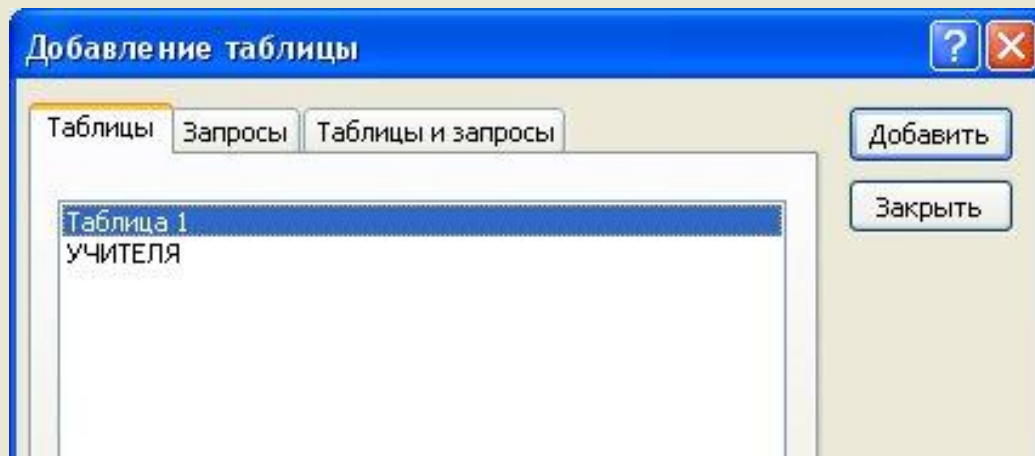 Добавление таблицы
?
Таблицы Запросы Таблицы и запросы
Добавить
Закрыть
Таблица 1
УЧИТЕЛЯ